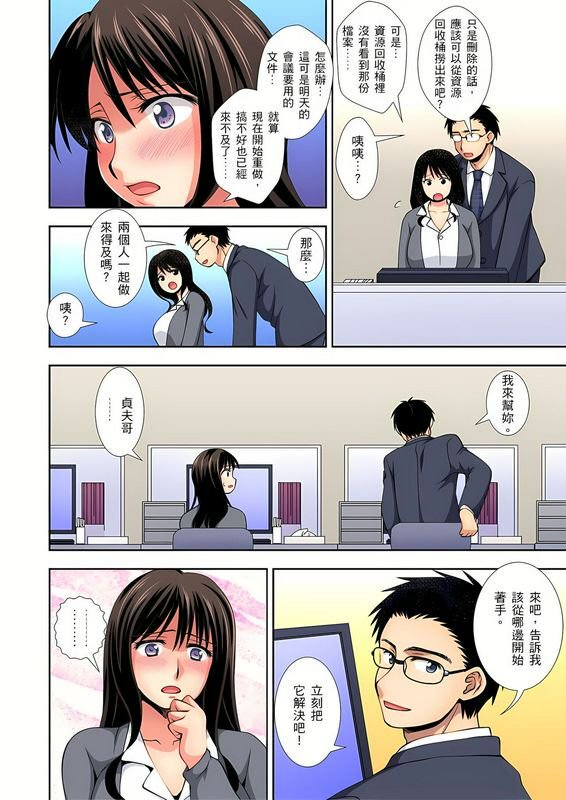 只是刪除的話，
應該可以從資源
回收桶撈出來吧？
咦咦…？
可是…
資源回收桶裡
沒有看到那份
檔案……
怎麼辦…
這可是明天的
會議要用的
文件…
就算
現在開始重做，
搞不好也已經
來不及了……
那麼…
兩個人一起做
來得及嗎？
咦？
我來幫妳。
貞夫哥
……
來吧，告訴我
該從哪邊開始
著手。
立刻把
它解決吧！
………